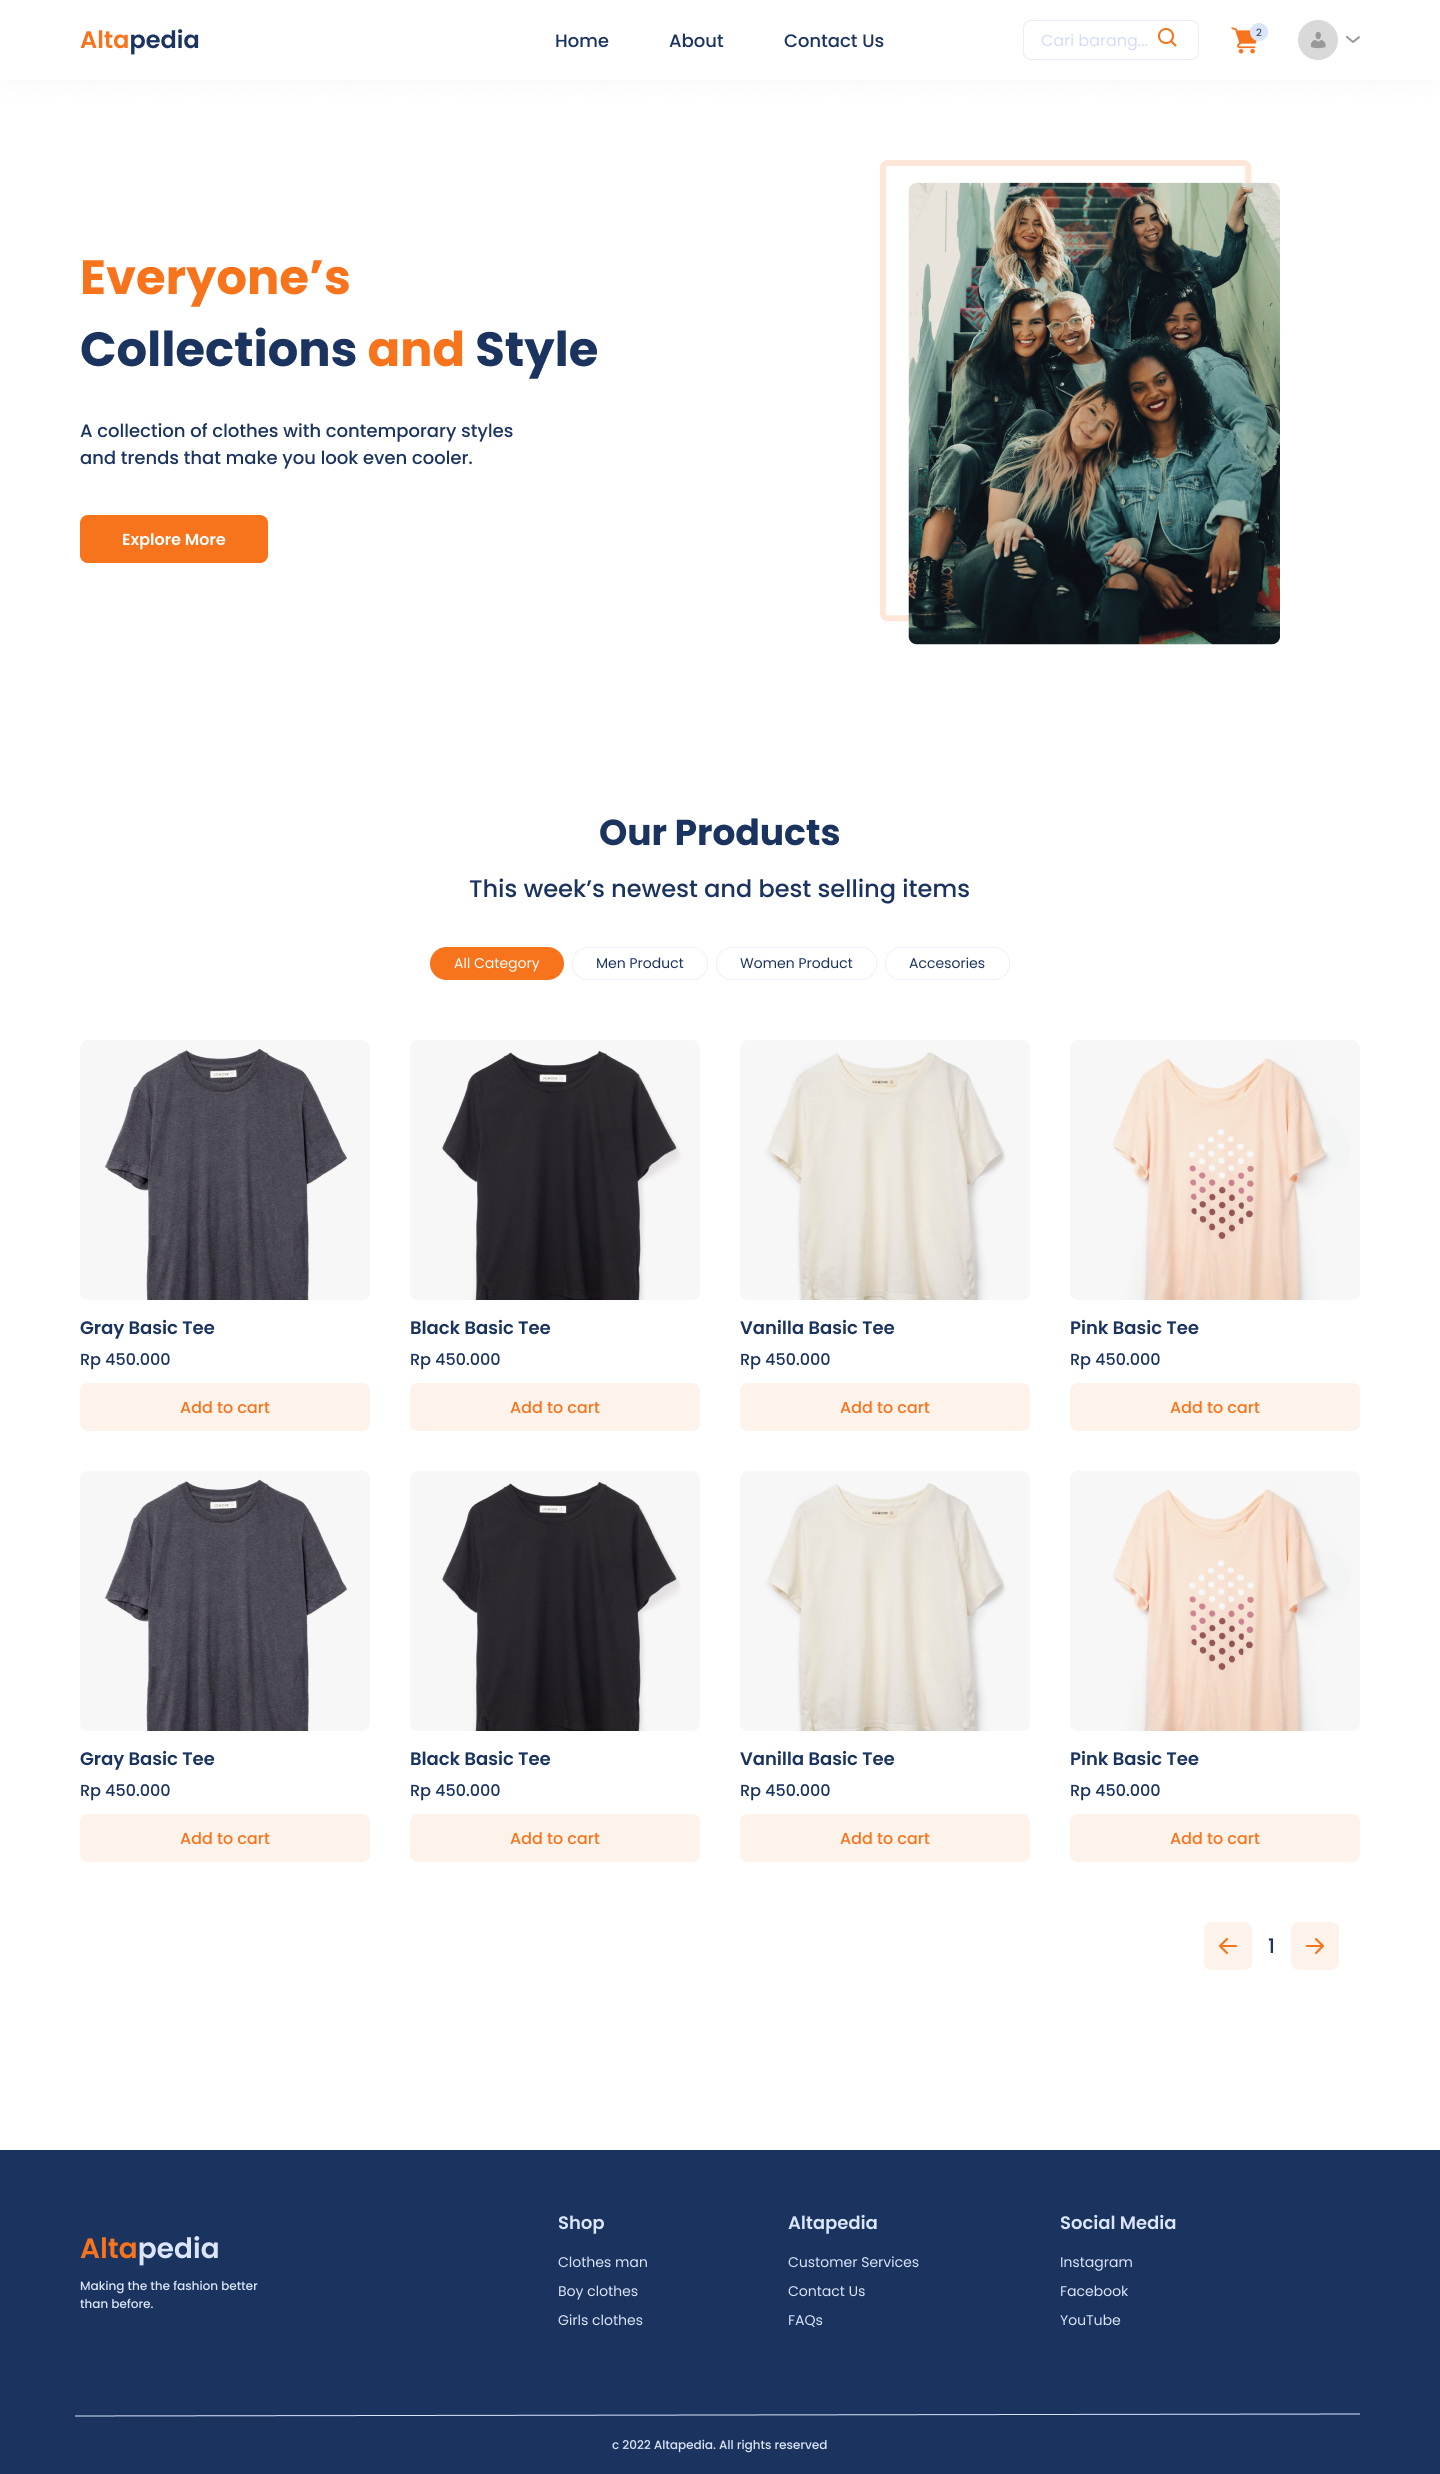 Altapedia
Home
About
Contact Us
Cari barang...
2
Everyone’s
Collections and Style
A collection of clothes with contemporary styles
and trends that make you look even cooler.
Explore More
Our Products
This week’s newest and best selling items
All Category
Men Product
Women Product
Accesories
Gray Basic Tee
Rp 450.000
Add to cart
Black Basic Tee
Rp 450.000
Add to cart
Vanilla Basic Tee
Rp 450.000
Add to cart
Pink Basic Tee
Rp 450.000
Add to cart
Gray Basic Tee
Rp 450.000
Add to cart
Black Basic Tee
Rp 450.000
Add to cart
Vanilla Basic Tee
Rp 450.000
Add to cart
Pink Basic Tee
Rp 450.000
Add to cart
1
Altapedia
Making the the fashion better
than before.
Shop
Clothes man
Boy clothes
Girls clothes
Altapedia
Customer Services
Contact Us
FAQs
Social Media
Instagram
Facebook
YouTube
c 2022 Altapedia. All rights reserved